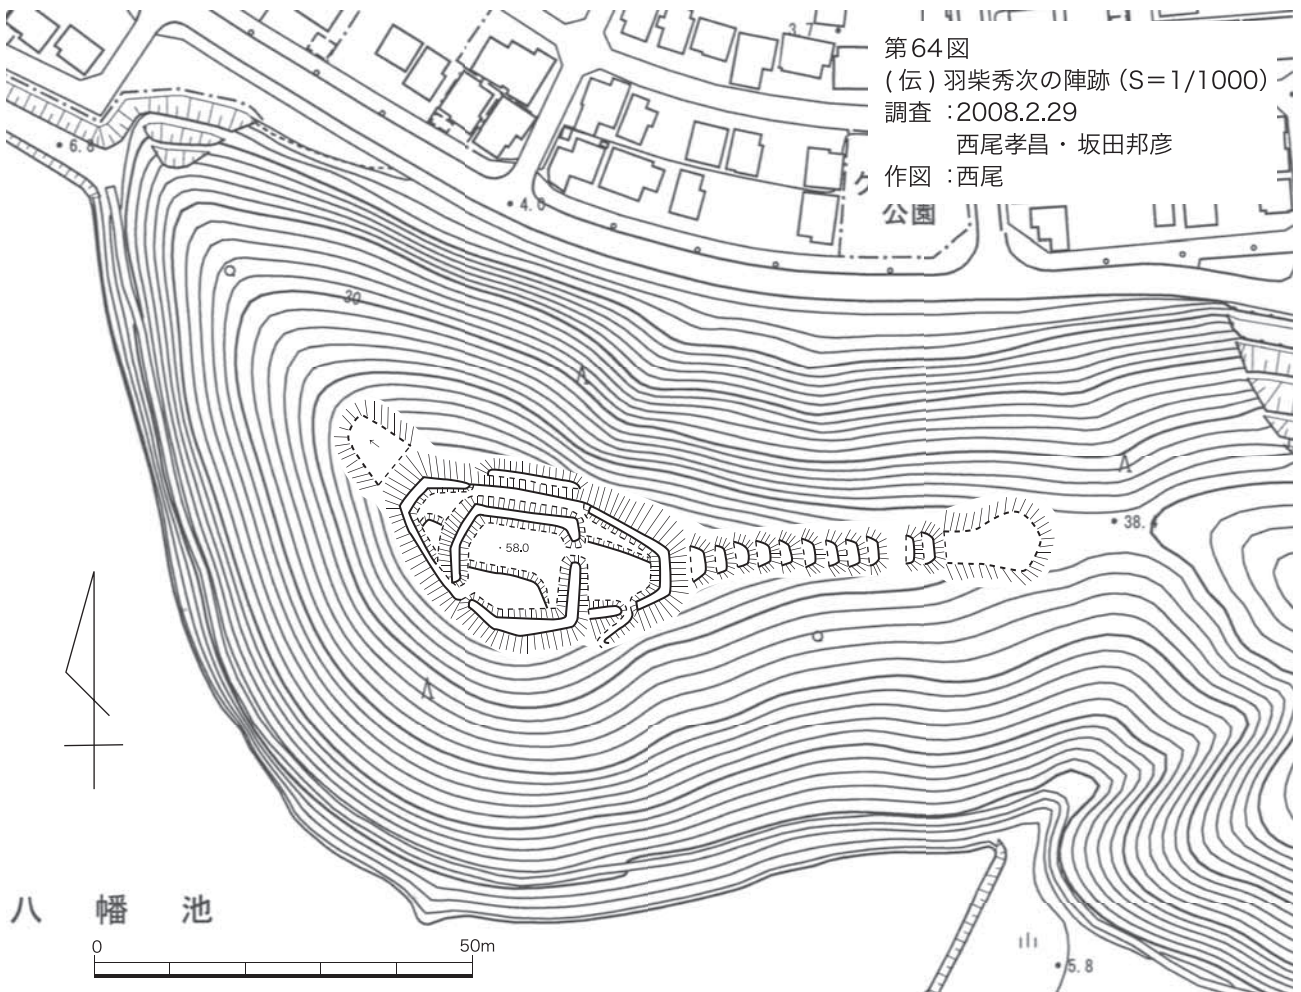 第64図
(伝)羽柴秀次の陣跡(S=1/1000)
調査:2008.2.29
西尾孝昌・坂田邦彦
作図:西尾
6.8
公園
30
58.0
38.
八幡池
0
50m
5.8